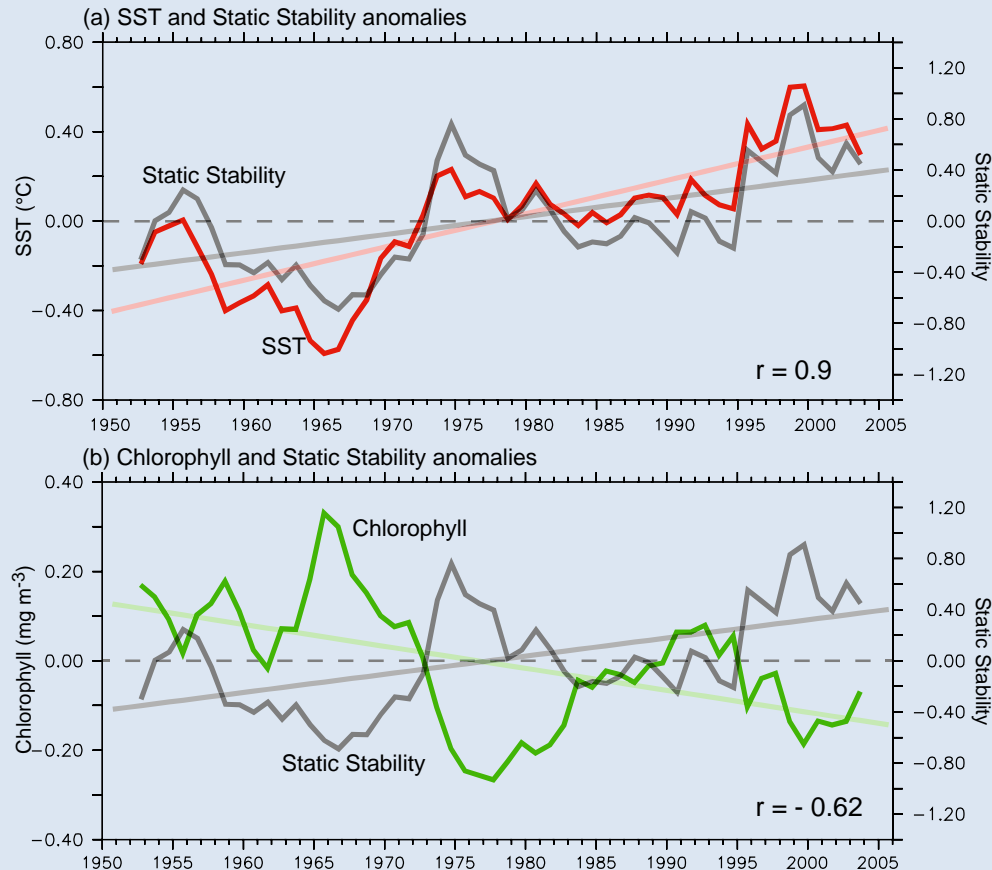 (a) SST and Static Stability anomalies
0.80
0.40
0.00
−0.40
−0.80
SST (°C)
1.20
0.80
0.40
0.00
-0.40
-0.80
-1.20
Static Stability
Static Stability
SST
r = 0.9
1950 1955 1960 1965 1970 1975 1980 1985 1990 1995 2000 2005
(b) Chlorophyll and Static Stability anomalies
0.40
0.20
0.00
−0.20
−0.40
Chlorophyll (mg m-3)
1.20
0.80
0.40
0.00
-0.40
-0.80
-1.20
Static Stability
Chlorophyll
Static Stability
r = - 0.62
1950 1955 1960 1965 1970 1975 1980 1985 1990 1995 2000 2005